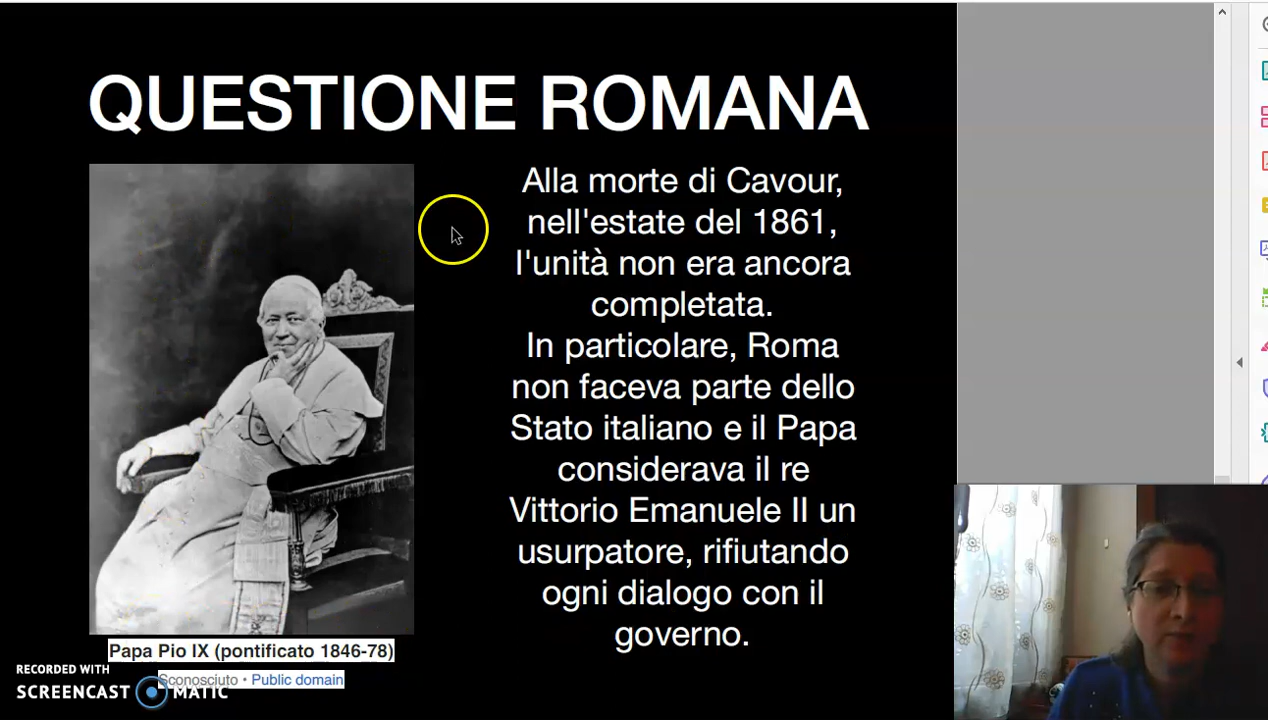 QUESTIONE ROMANA
Alla morte di Cavour,
nell'estate del 1861,
l'unità non era ancora
completata.
In particolare, Roma
non faceva parte dello
Stato italiano e il Papa
considerava il re
Vittorio Emanuele II un
usurpatore, rifiutando
ogni dialogo con il
governo.
Papa Pio IX (pontificato 1846-78)
Sconosciuto • Public domain
RECORDED WITH
SCREENCAST MATIC